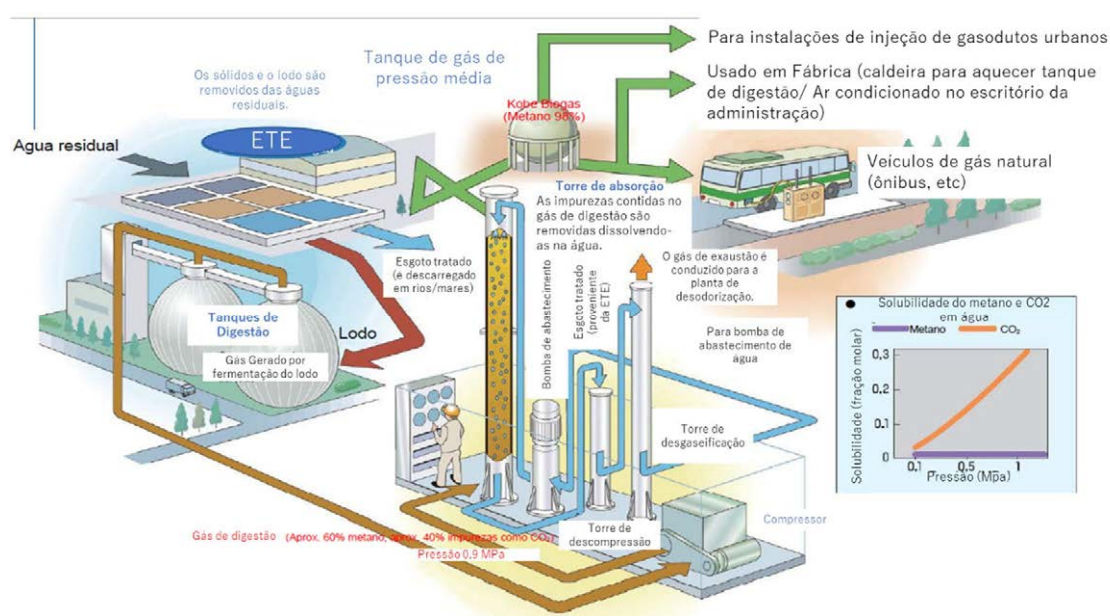 Para instalações de injeção de gasodutos urbanos
Tanque de gás de
pressão média
Usado em Fábrica (caldeira para aquecer tanque
de digestão/ Ar condicionado no escritório da
administração)
Os sólidos e o lodo são
removidos das águas
residuais.
Kobe Biogas
(Metano 98%)
ETE
Agua residual
Veículos de gás natural
(ônibus, etc)
Torre de absorção
As impurezas contidas no
gás de digestão são
removidas dissolvendo-
as na água.
Esgoto tratado
(é descarregado
em rios/mares)
O gás de exaustão é
conduzido para a
planta de
desodorização.
Bomba de abastecimento
Esgoto tratado
(proveniente
da ETE)
Tanques de
Digestão
Lodo
Gás Gerado por
fermentação do lodo
Para bomba de
abastecimento de
água
● Solubilidade do metano e CO2
em água
Metano
CO₂
Solubilidade (fração molar)
0,3
0.2
0.1
0
0.1
0.5
1
Pressão (Mpa)
Torre de
desgaseificação
Compressor
Torre de
descompressão
Gás de digestão
(Aprox. 60% metano, aprox. 40% impurezas como CO₂)
Pressão 0,9 MPa